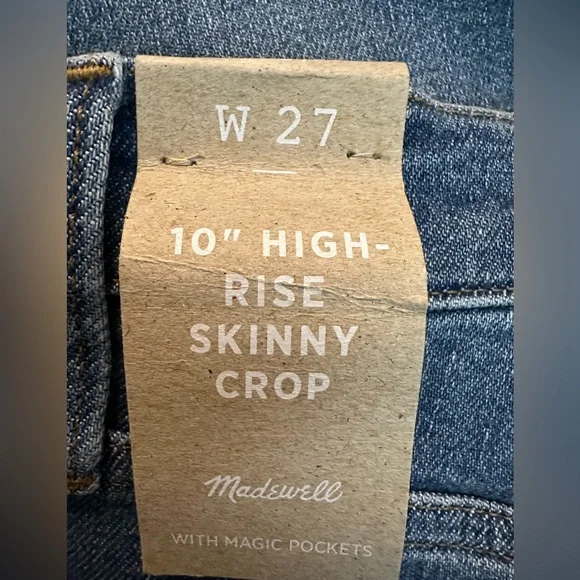 W 27
10" HIGH-
RISE
SKINNY
CROP
Madewell
WITH MAGIC POCKETS